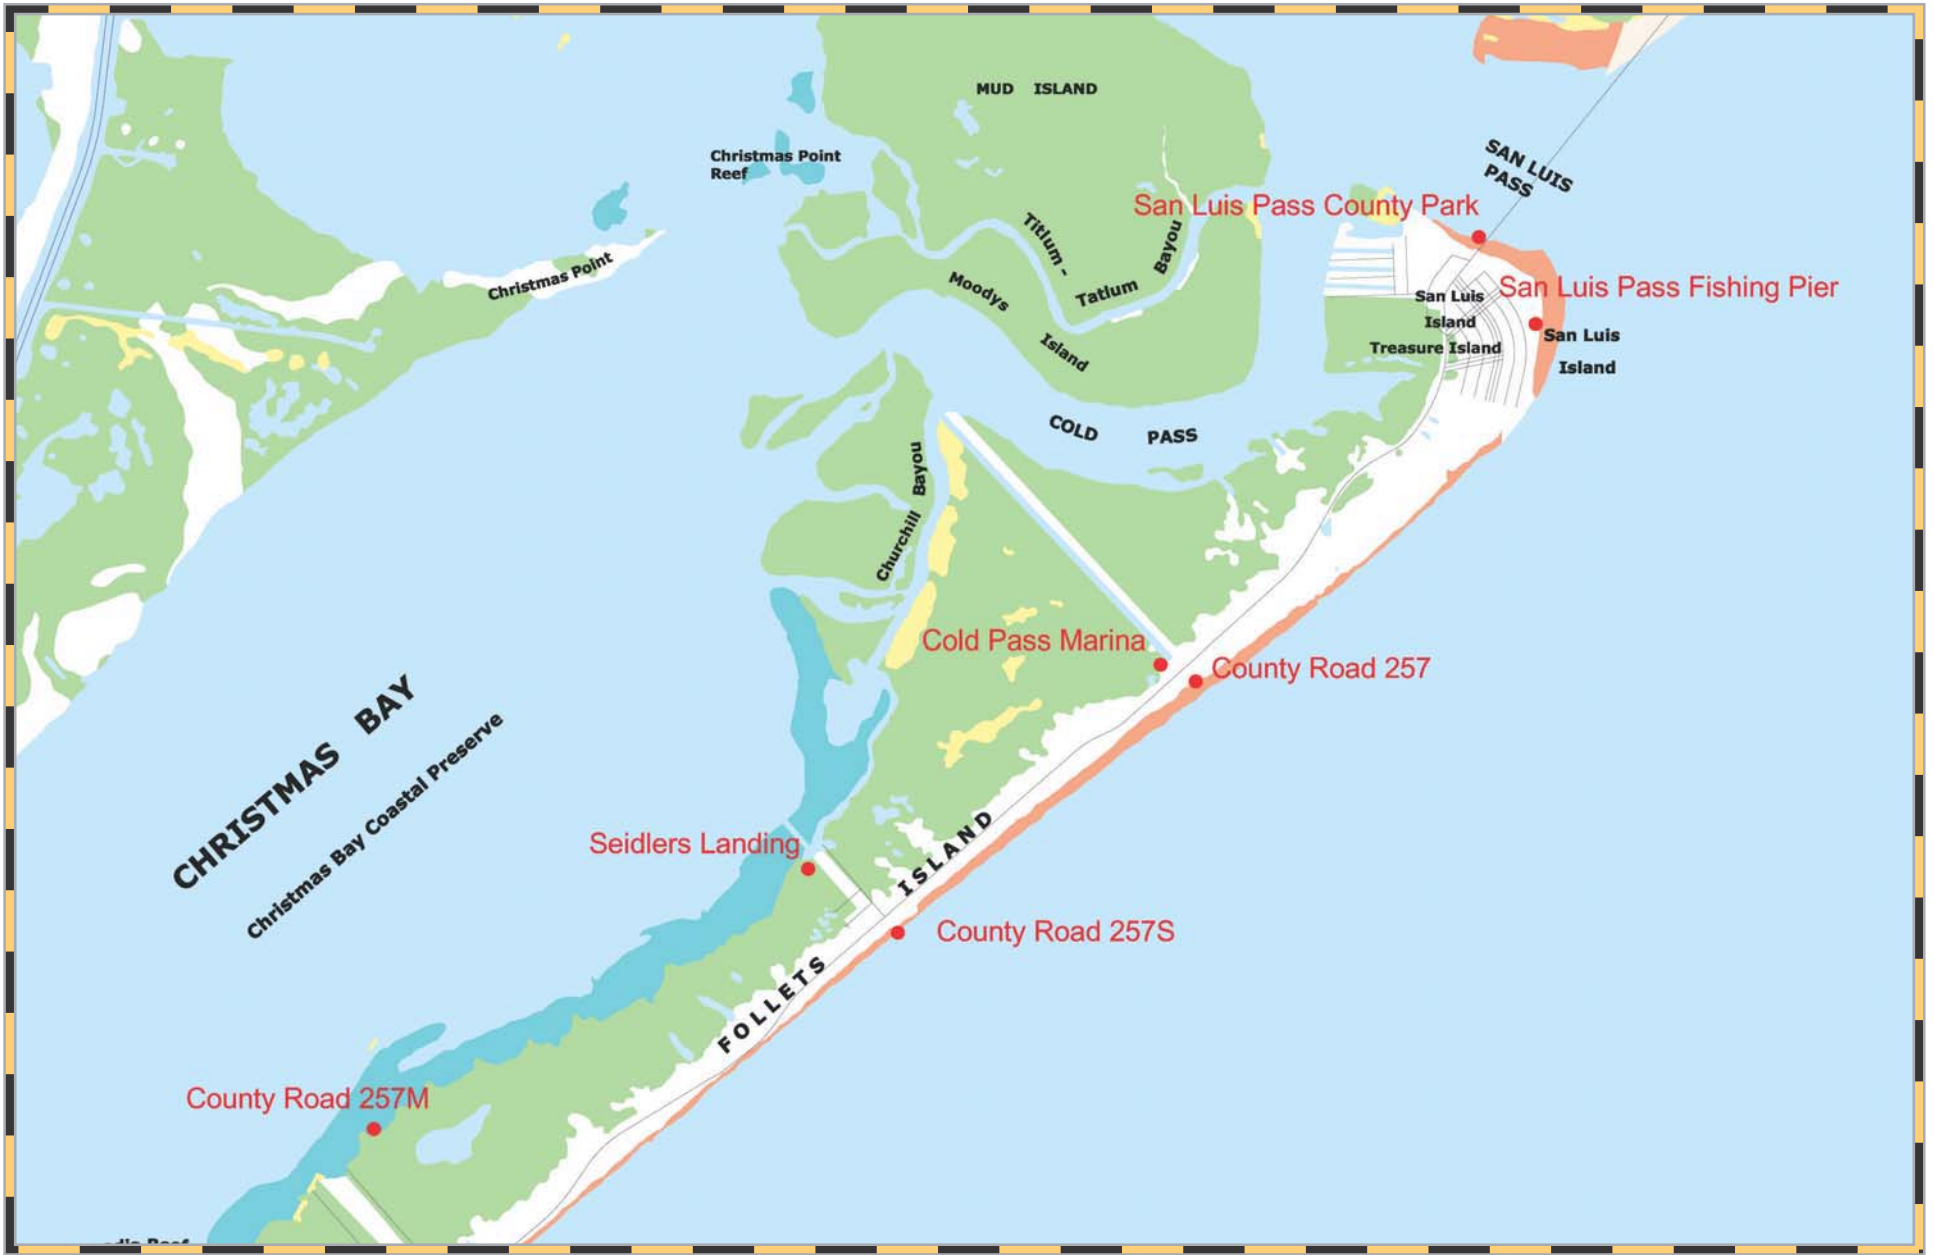 MUD ISLAND
Christmas Point
Reef
SAN LUIS
PASS
San Luis Pass County Park
Titlum -
Tatlum
Bayou
Christmas Point
Moodys
Island
San Luis Pass Fishing Pier
San Luis
Island
Treasure Island
San Luis
Island
COLD PASS
Churchill Bayou
Cold Pass Marina
County Road 257
CHRISTMAS BAY
Christmas Bay Coastal Preserve
Seidlers Landing
FOLLETS ISLAND
County Road 257S
County Road 257M